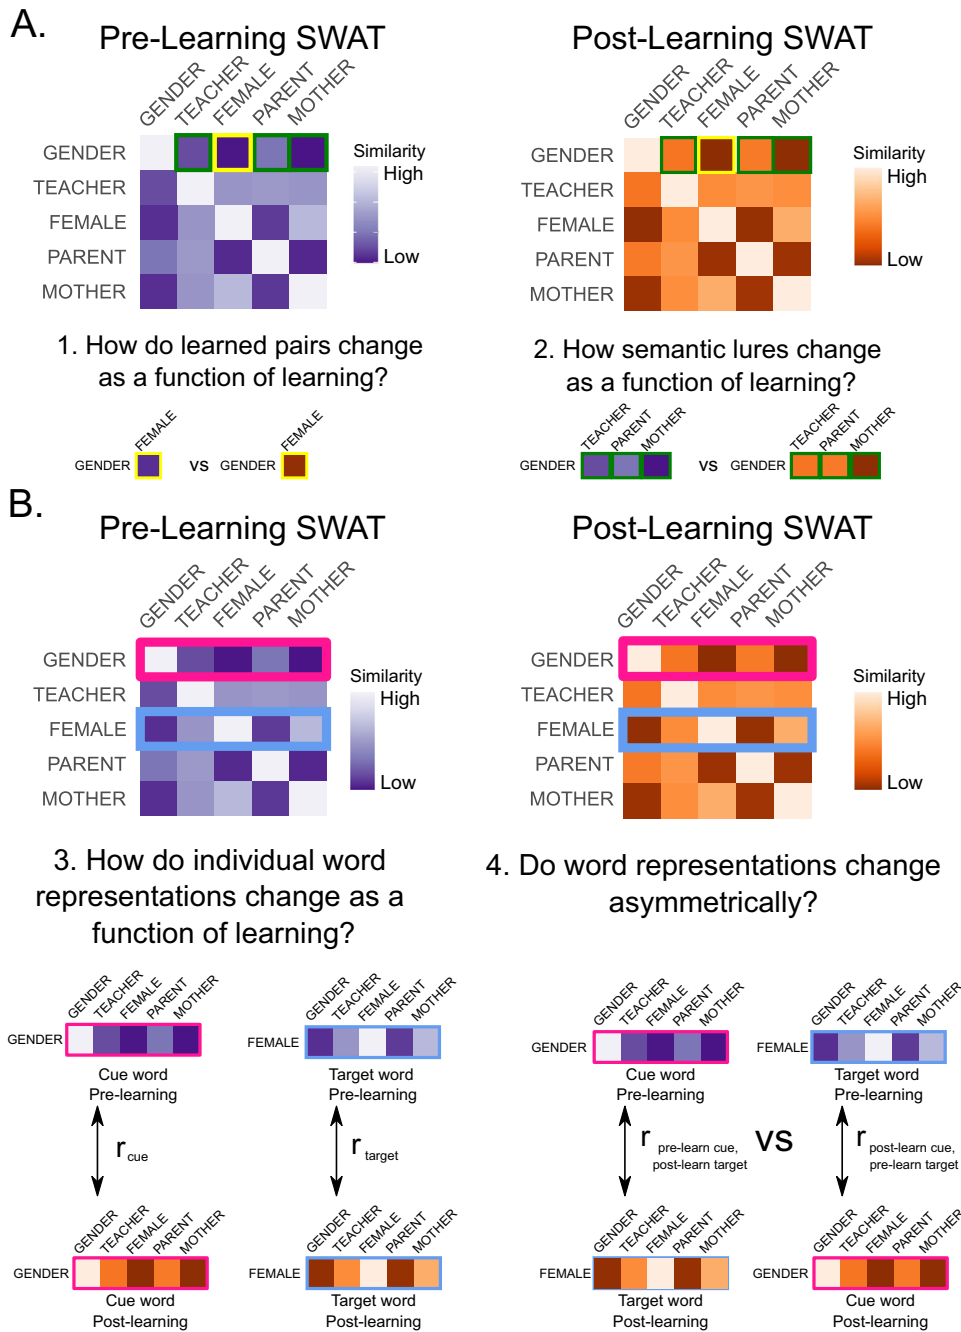 A.
Pre-Learning SWAT
Post-Learning SWAT
GENDER TEACHER FEMALE PARENT MOTHER
GENDER
TEACHER
FEMALE
PARENT
MOTHER
Similarity
High
Low
GENDER TEACHER FEMALE PARENT MOTHER
GENDER
TEACHER
FEMALE
PARENT
MOTHER
Similarity
High
Low
1. How do learned pairs change
as a function of learning?
FEMALE
GENDER
vs
FEMALE
GENDER
2. How semantic lures change
as a function of learning?
TEACHER PARENT MOTHER
GENDER
vs
TEACHER PARENT MOTHER
GENDER
B.
Pre-Learning SWAT
Post-Learning SWAT
GENDER TEACHER FEMALE PARENT MOTHER
GENDER
TEACHER
FEMALE
PARENT
MOTHER
Similarity
High
Low
GENDER TEACHER FEMALE PARENT MOTHER
GENDER
TEACHER
FEMALE
PARENT
MOTHER
Similarity
High
Low
3. How do individual word
representations change as a
function of learning?
GENDER TEACHER FEMALE PARENT MOTHER
GENDER
Cue word
Pre-learning
r cue
GENDER TEACHER FEMALE PARENT MOTHER
GENDER
Cue word
Post-learning
GENDER TEACHER FEMALE PARENT MOTHER
FEMALE
Target word
Pre-learning
r target
GENDER TEACHER FEMALE PARENT MOTHER
FEMALE
Target word
Post-learning
4. Do word representations change
asymmetrically?
GENDER TEACHER FEMALE PARENT MOTHER
GENDER
Cue word
Pre-learning
r pre-learn cue,
post-learn target
GENDER TEACHER FEMALE PARENT MOTHER
FEMALE
Target word
Post-learning
vs
GENDER TEACHER FEMALE PARENT MOTHER
FEMALE
Target word
Pre-learning
r post-learn cue,
pre-learn target
GENDER TEACHER FEMALE PARENT MOTHER
GENDER
Cue word
Post-learning